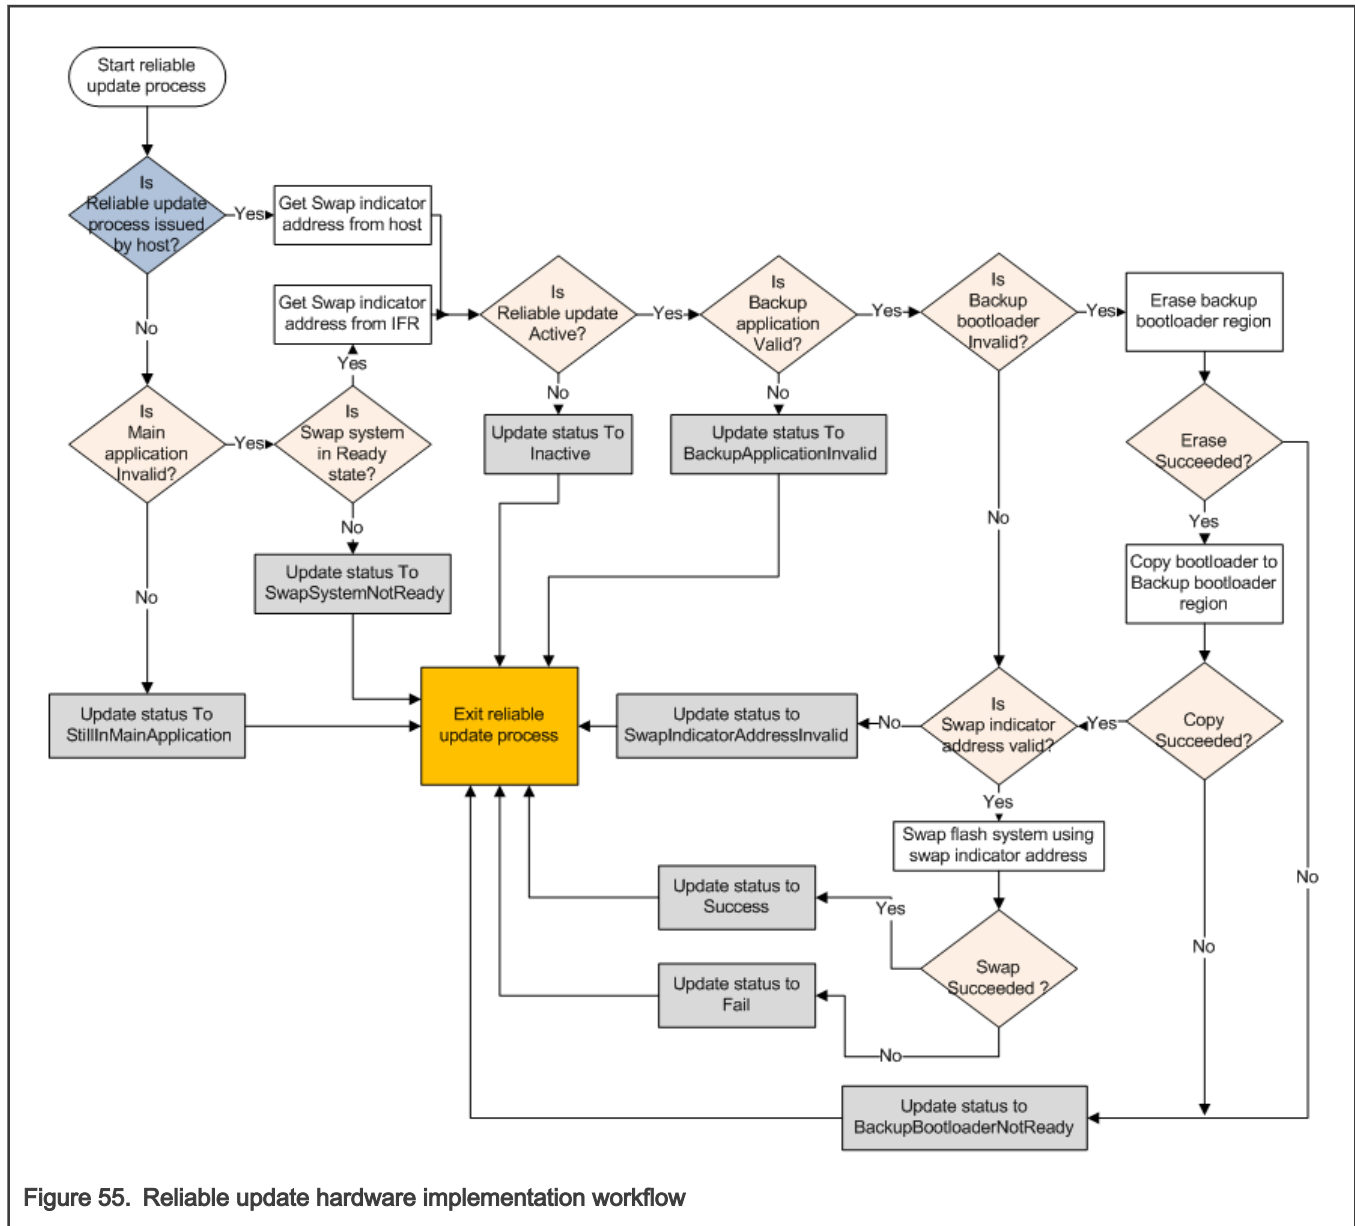 Start reliable
update process
Is
Reliable update
process issued
by host?
Yes
Get Swap indicator
address from host
No
Get Swap indicator
address from IFR
Yes
Is
Reliable update
Active?
Yes
Is
Backup
application
Valid?
Yes
Is
Backup
bootloader
Invalid?
Yes
Erase backup
bootloader region
Is
Main
application
Invalid?
Yes
Is
Swap system
in Ready
state?
No
Update status To
Inactive
No
Update status To
BackupApplicationInvalid
Erase
Succeeded?
No
Update status To
SwapSystemNotReady
No
Yes
Copy bootloader to
Backup bootloader
region
No
Update status To
StillInMainApplication
Exit reliable
update process
Update status to
SwapIndicatorAddressInvalid
No
Is
Swap indicator
address valid?
Yes
Copy
Succeeded?
Yes
Swap flash system using
swap indicator address
Update status to
Success
Yes
No
No
Swap
Succeeded ?
Update status to
Fail
No
Update status to
BackupBootloaderNotReady
Figure 55. Reliable update hardware implementation workflow